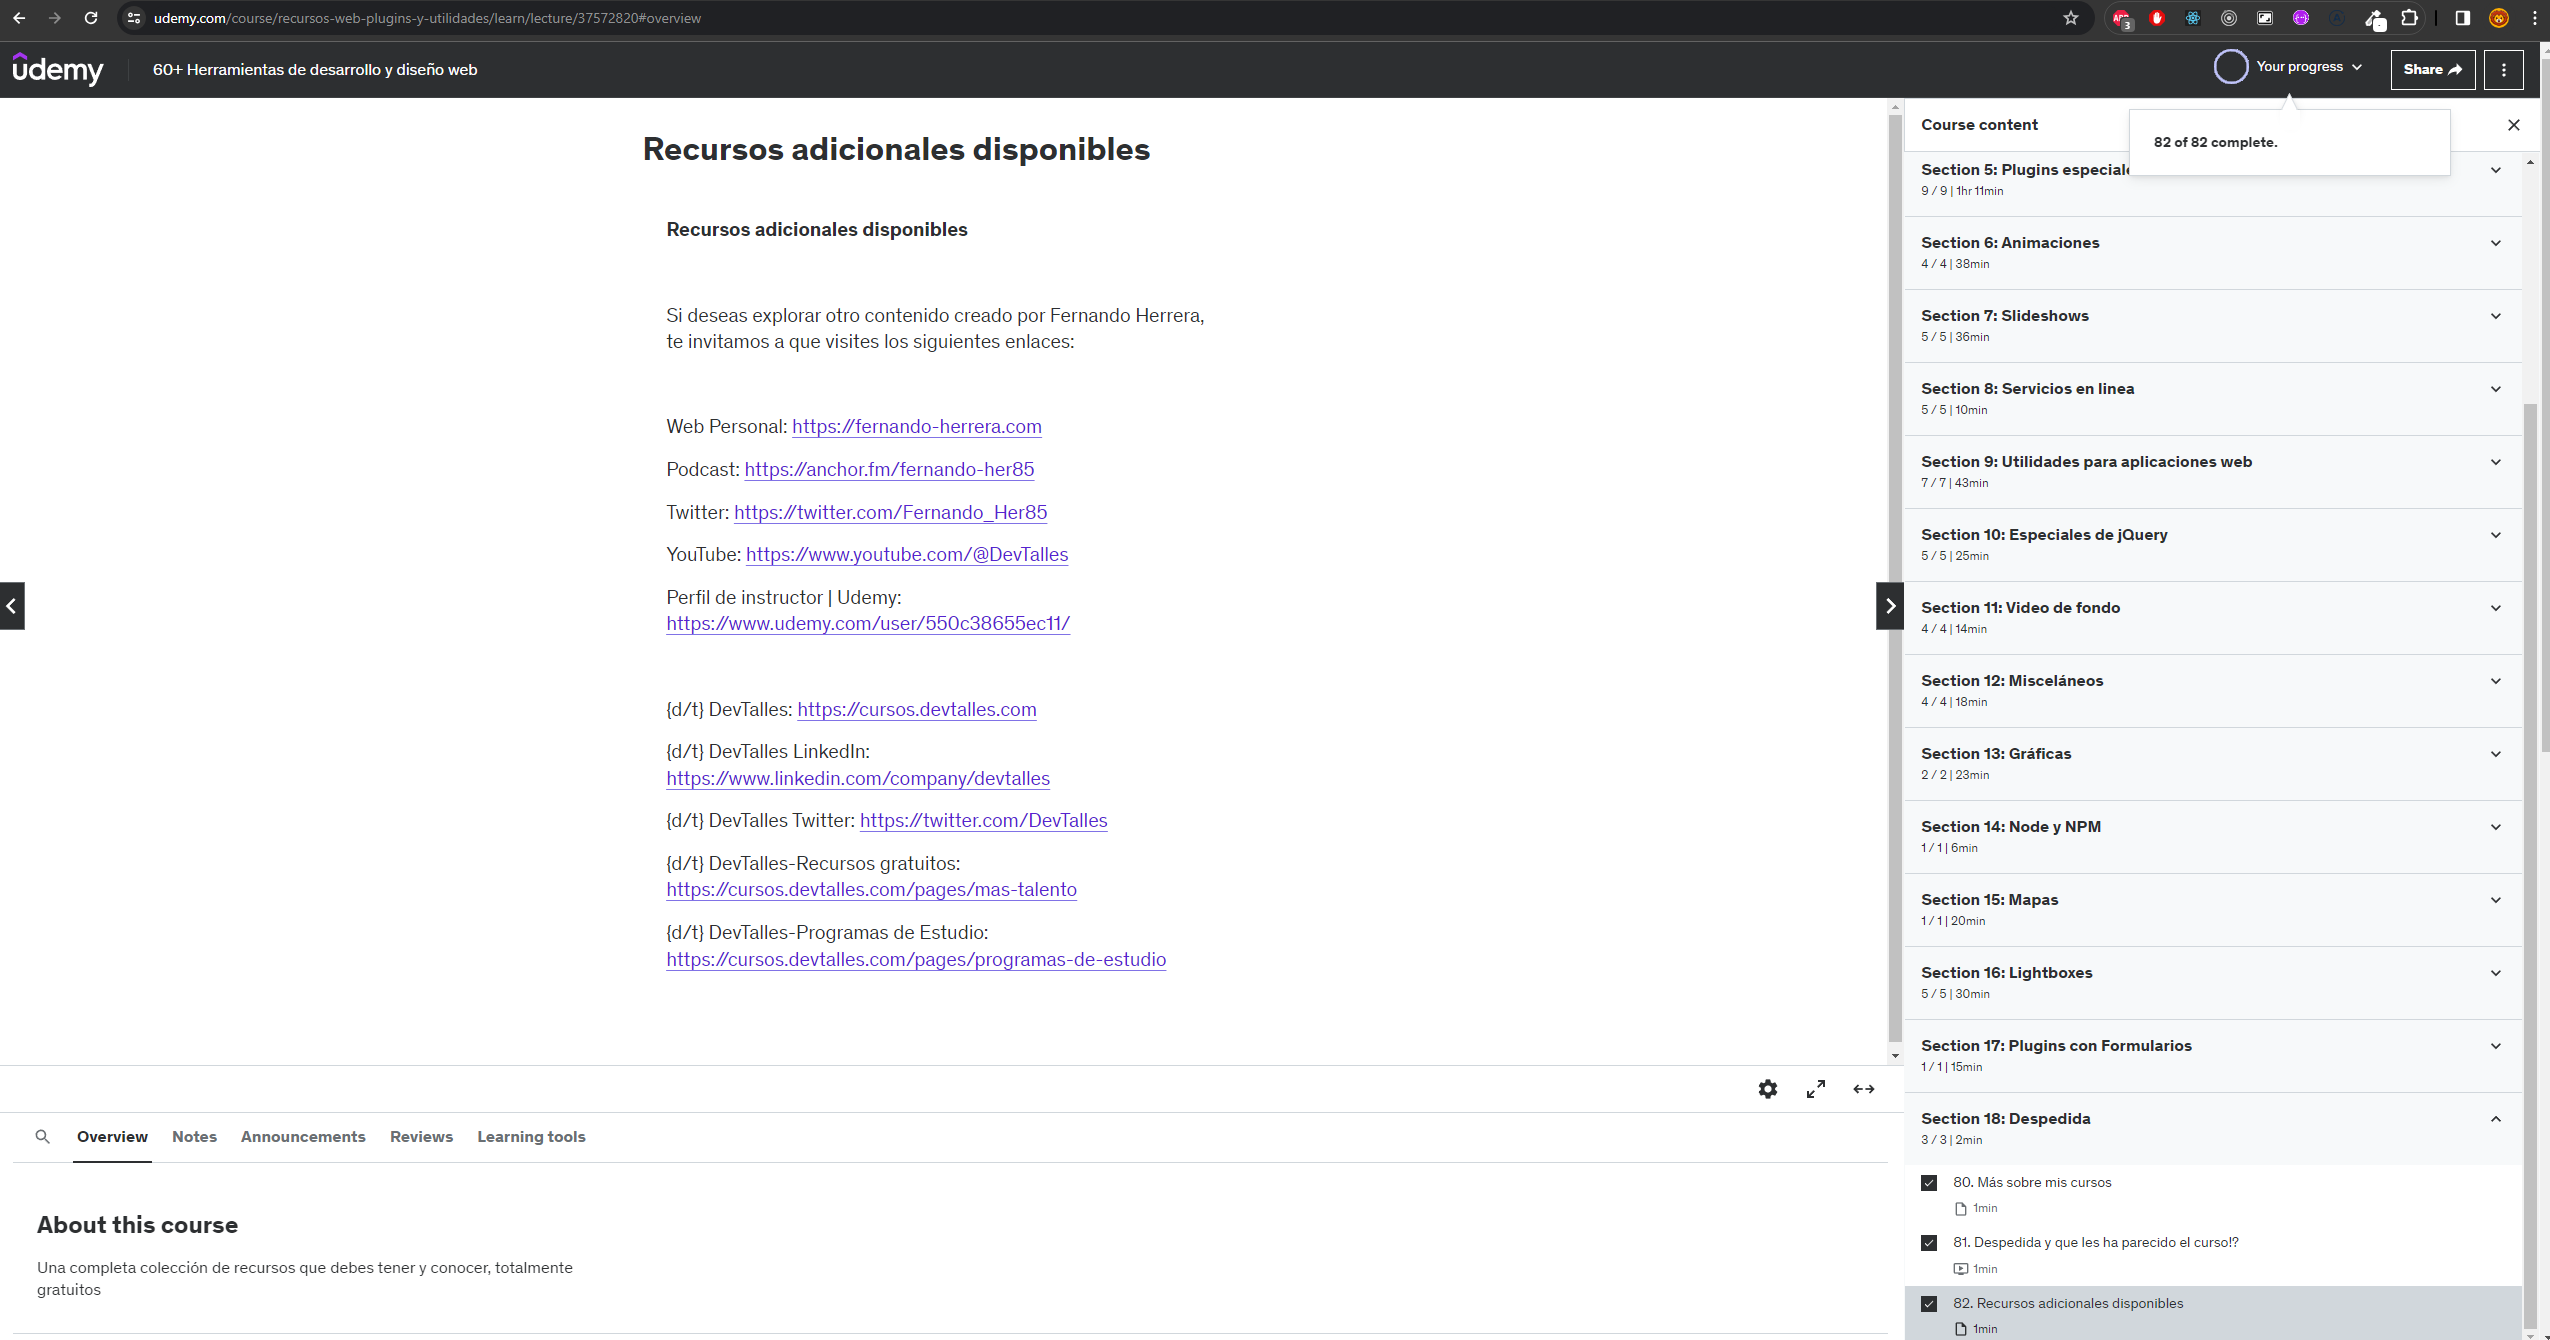 udemy.com/course/recursos-web-plugins-y-utilidades/learn/lecture/37572820#overview
3
udemy
60+ Herramientas de desarrollo y diseño web
Your progress
Share
82 of 82 complete.
Recursos adicionales disponibles
Recursos adicionales disponibles
Si deseas explorar otro contenido creado por Fernando Herrera,
te invitamos a que visites los siguientes enlaces:
Web Personal: https://fernando-herrera.com
Podcast: https://anchor.fm/fernando-her85
Twitter: https://twitter.com/Fernando_Her85
YouTube: https://www.youtube.com/@DevTalles
Perfil de instructor | Udemy:
https://www.udemy.com/user/550c38655ec11/
{d/t} DevTalles: https://cursos.devtalles.com
{d/t} DevTalles LinkedIn:
https://www.linkedin.com/company/devtalles
{d/t} DevTalles Twitter: https://twitter.com/DevTalles
{d/t} DevTalles-Recursos gratuitos:
https://cursos.devtalles.com/pages/mas-talento
{d/t} DevTalles-Programas de Estudio:
https://cursos.devtalles.com/pages/programas-de-estudio
Overview
Notes
Announcements
Reviews
Learning tools
About this course
Una completa colección de recursos que debes tener y conocer, totalmente
gratuitos
Course content
Section 5: Plugins especiale
9 / 9 | 1hr 11min
Section 6: Animaciones
4 / 4 | 38min
Section 7: Slideshows
5 / 5 | 36min
Section 8: Servicios en linea
5 / 5 | 10min
Section 9: Utilidades para aplicaciones web
7 / 7 | 43min
Section 10: Especiales de jQuery
5 / 5 | 25min
Section 11: Video de fondo
4 / 4 | 14min
Section 12: Misceláneos
4 / 4 | 18min
Section 13: Gráficas
2 / 2 | 23min
Section 14: Node y NPM
1 / 1 | 6min
Section 15: Mapas
1 / 1 | 20min
Section 16: Lightboxes
5 / 5 | 30min
Section 17: Plugins con Formularios
1 / 1 | 15min
Section 18: Despedida
3 / 3 | 2min
80. Más sobre mis cursos
1min
81. Despedida y que les ha parecido el curso!?
1min
82. Recursos adicionales disponibles
1min